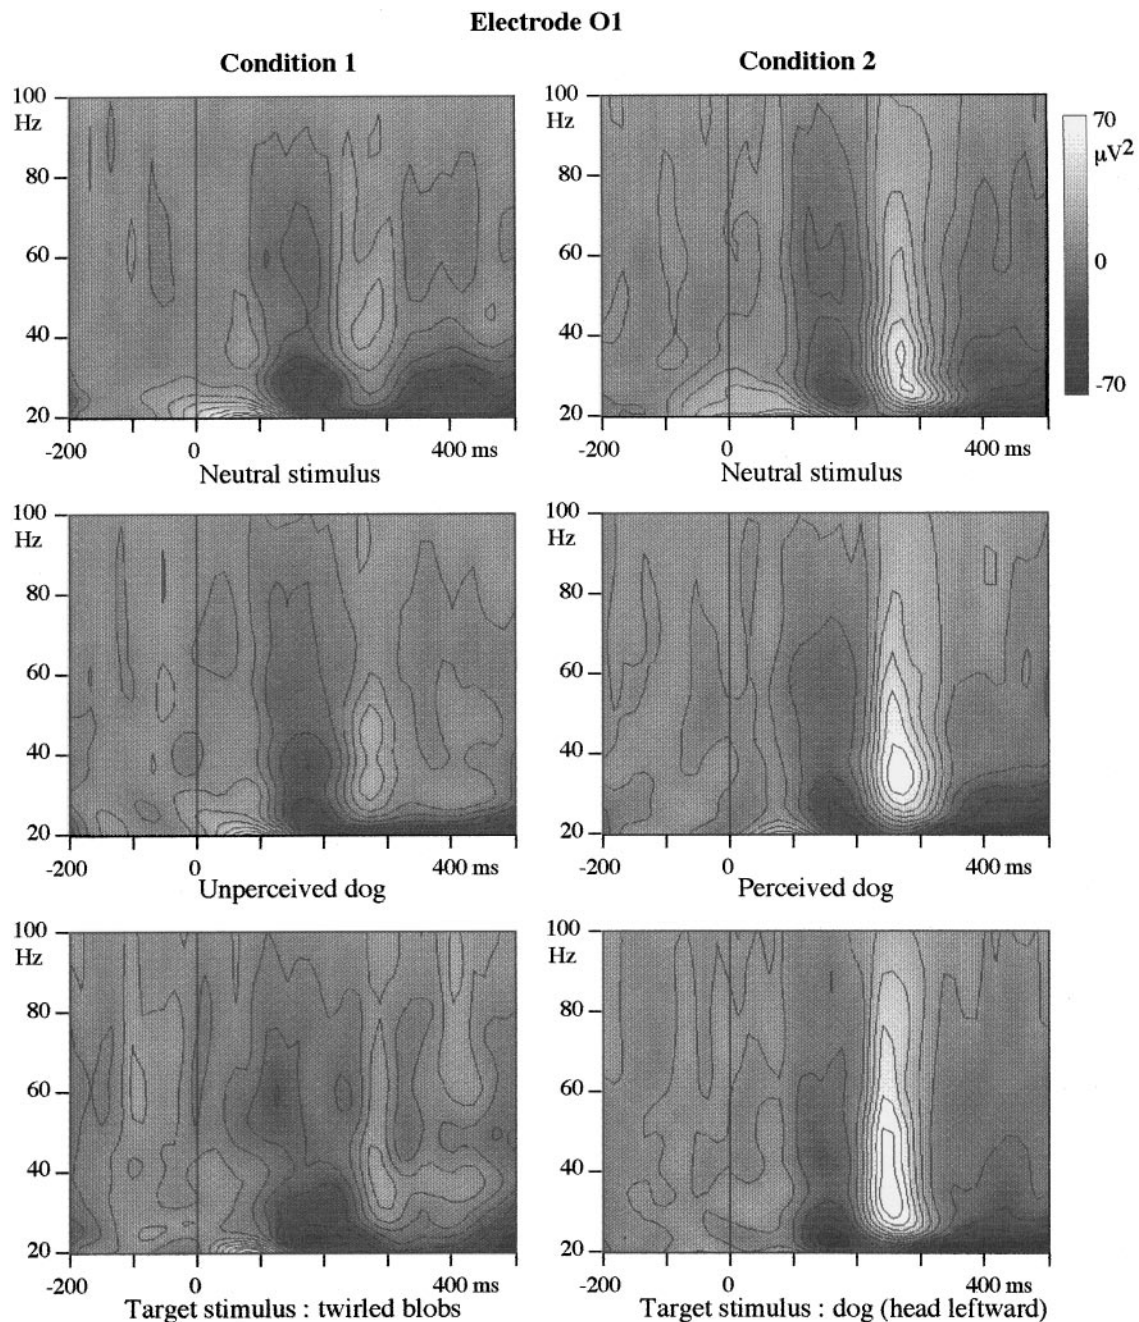 Electrode O1
Condition 1
Condition 2
100
Hz
80
60
40
20
-200
0
400 ms
Neutral stimulus
100
Hz
80
60
40
20
-200
0
400 ms
Neutral stimulus
70
μV²
0
-70
100
Hz
80
60
40
20
-200
0
400 ms
Unperceived dog
100
Hz
80
60
40
20
-200
0
400 ms
Perceived dog
100
Hz
80
60
40
20
-200
0
400 ms
Target stimulus : twirled blobs
100
Hz
80
60
40
20
-200
0
400 ms
Target stimulus : dog (head leftward)